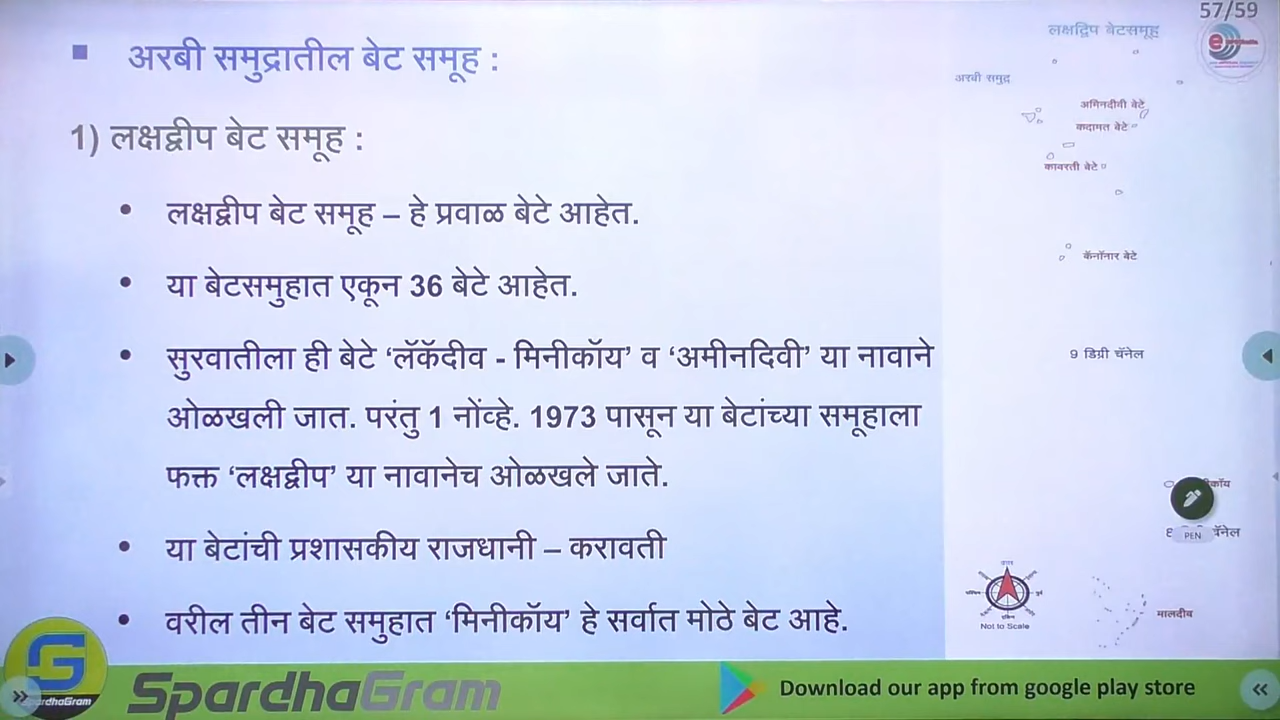 57/59
लक्षद्विप बेटसमूह
▪ अरबी समुद्रातील बेट समूह :
अरबी समुद्र
1) लक्षद्वीप बेट समूह :
अमिनदीवी बेटे
कदामत बेटे
कावरती बेटे
• लक्षद्वीप बेट समूह – हे प्रवाळ बेटे आहेत.
कॅनॉनार बेटे
• या बेटसमुहात एकून 36 बेटे आहेत.
• सुरवातीला ही बेटे ‘लॅकॅदीव - मिनीकॉय’ व ‘अमीनदिवी’ या नावाने
ओळखली जात. परंतु 1 नोंव्हे. 1973 पासून या बेटांच्या समूहाला
फक्त ‘लक्षद्वीप’ या नावानेच ओळखले जाते.
9 डिग्री चॅनेल
• या बेटांची प्रशासकीय राजधानी – करावती
PEN
• वरील तीन बेट समुहात ‘मिनीकॉय’ हे सर्वात मोठे बेट आहे.
Not to Scale
मालदीव
SpardhaGram
SpardhaGram
Download our app from google play store